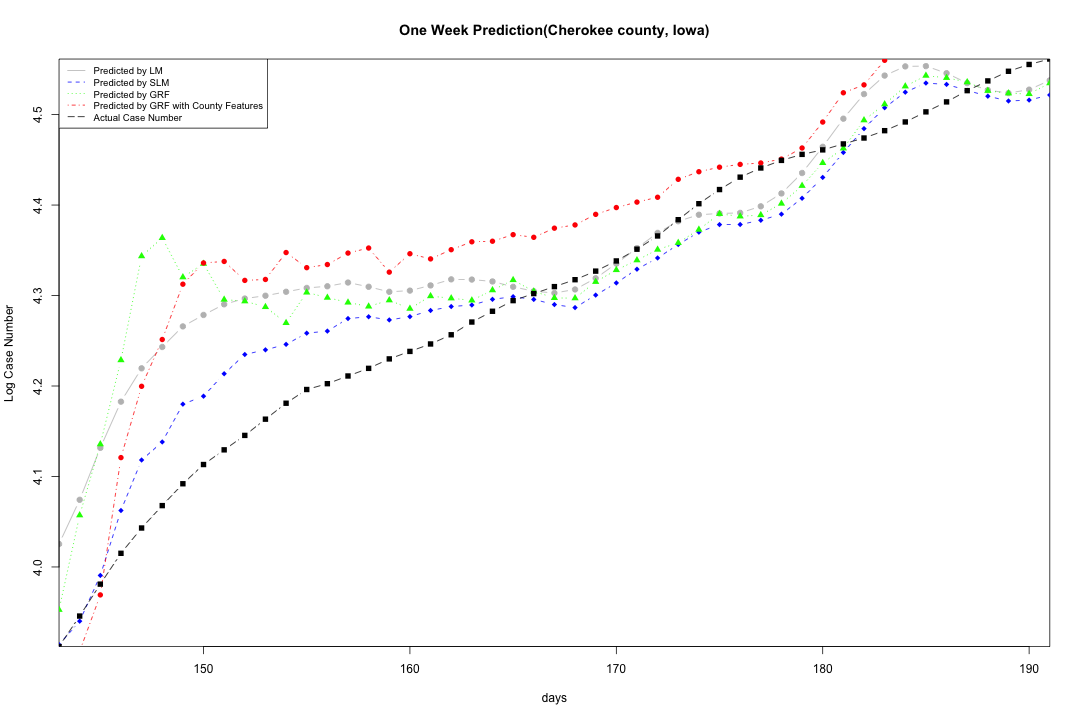 One Week Prediction(Cherokee county, Iowa)
Predicted by LM
Predicted by SLM
Predicted by GRF
Predicted by GRF with County Features
Actual Case Number
Log Case Number
4.5
4.4
4.3
4.2
4.1
4.0
150 160 170 180 190
days